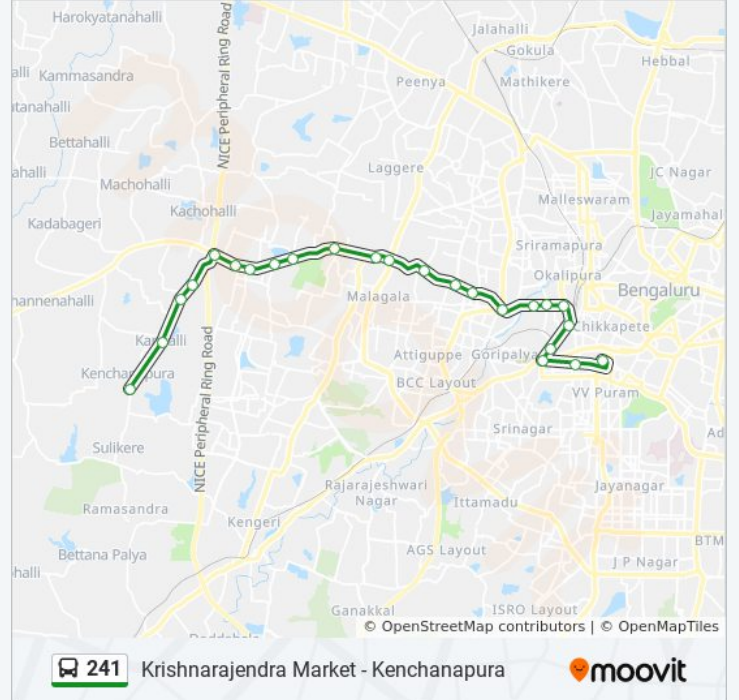 Harokyatanahalli
Jalahalli
Gokula
Hebbal
alli
Kammasandra
NICE Peripheral Ring Road
Peenya
Mathikere
utanahalli
Bettahalli
Laggere
ahalli
JC Nagar
Machohalli
Malleswaram
Kachohalli
Jayamahal
Kadabageri
Sriramapura
Okalipura
hannenahalli
Malagala
Bengaluru
Chikkapete
Attiguppe
Goripalya
BCC Layout
VV Puram
NICE Peripheral Ring Road
Srinagar
Ad
Sulikere
Rajarajeshwari
Nagar
Jayanagar
Ramasandra
Ittamadu
Kengeri
BTM
Bettana Palya
AGS Layout
J P Nagar
halli
Ganakkal
ISRO Layout
© OpenStreetMap contributors | © OpenMapTiles
241
Krishnarajendra Market - Kenchanapura
moovit